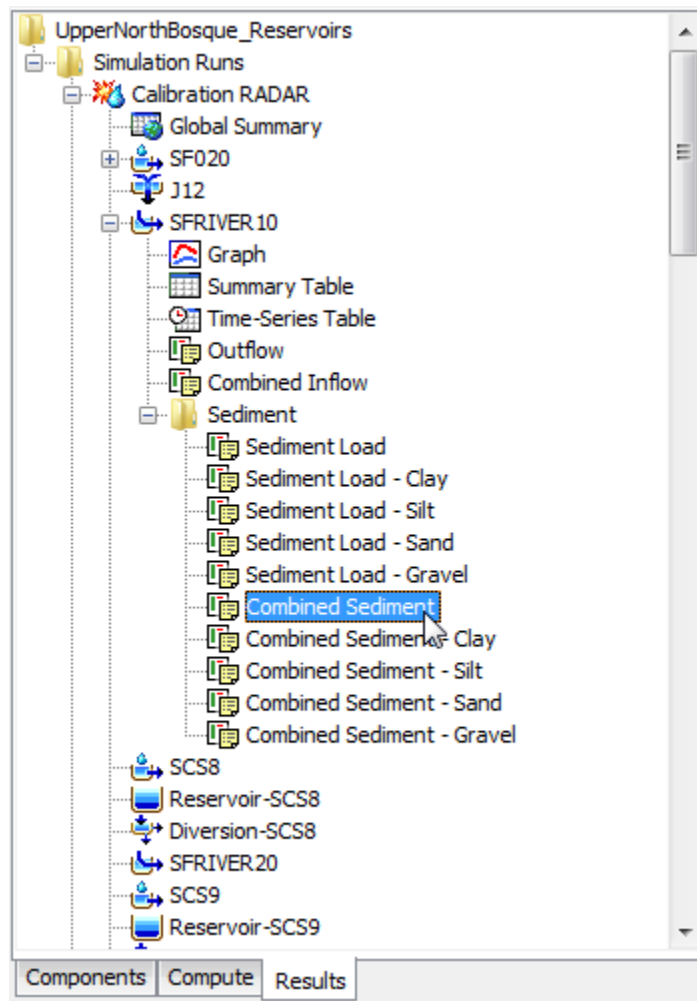 UpperNorthBosque_Reservoirs
Simulation Runs
Calibration RADAR
Global Summary
SF020
J12
SFRIVER10
Graph
Summary Table
Time-Series Table
Outflow
Combined Inflow
Sediment
Sediment Load
Sediment Load - Clay
Sediment Load - Silt
Sediment Load - Sand
Sediment Load - Gravel
Combined Sediment
Combined Sediment - Clay
Combined Sediment - Silt
Combined Sediment - Sand
Combined Sediment - Gravel
SCS8
Reservoir-SCS8
Diversion-SCS8
SFRIVER20
SCS9
Reservoir-SCS9
Components Compute Results